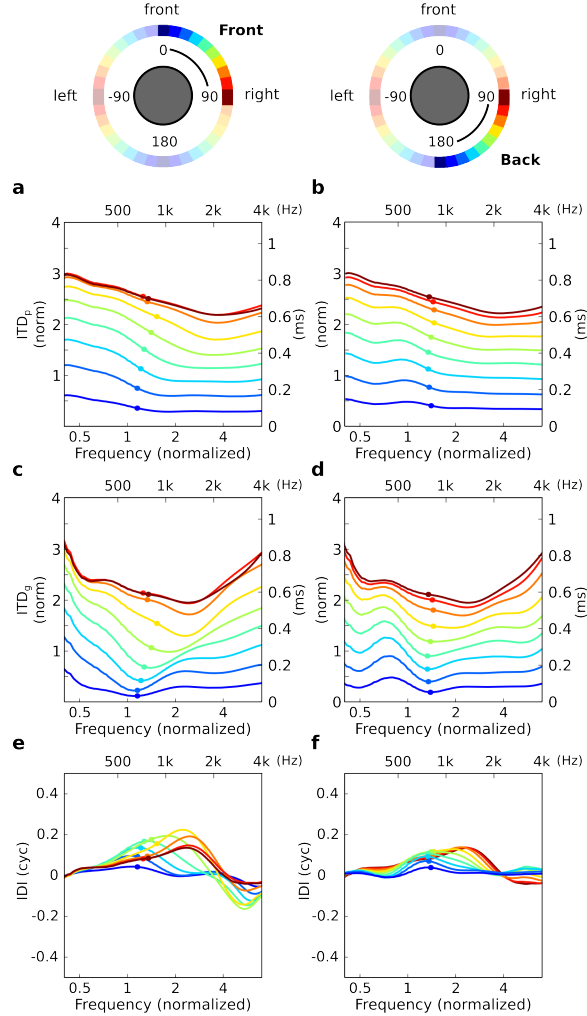 front front
Front
0 0
left -90 90 right left -90 90 right
180 180
Back
a b
500 1k 2k 4k (Hz) 500 1k 2k 4k (Hz)
4 4
1 1
3 0.8 3 0.8
ITDp (norm) 0.6 (ms) (norm) 0.6 (ms)
2 2
0.4 0.4
1 0.2 1 0.2
0 0
0.5 1 2 4 0.5 1 2 4
Frequency (normalized) Frequency (normalized)
c d
500 1k 2k 4k (Hz) 500 1k 2k 4k (Hz)
4 4
1 1
3 0.8 3 0.8
ITDg (norm) 0.6 (ms) (norm) 0.6 (ms)
2 2
0.4 0.4
1 0.2 1 0.2
0 0
0.5 1 2 4 0.5 1 2 4
Frequency (normalized) Frequency (normalized)
e f
500 1k 2k 4k (Hz) 500 1k 2k 4k (Hz)
0.4 0.4
0.2 0.2
IDI (cyc) 0 IDI (cyc) 0
-0.2 -0.2
-0.4 -0.4
0.5 1 2 4 0.5 1 2 4
Frequency (normalized) Frequency (normalized)